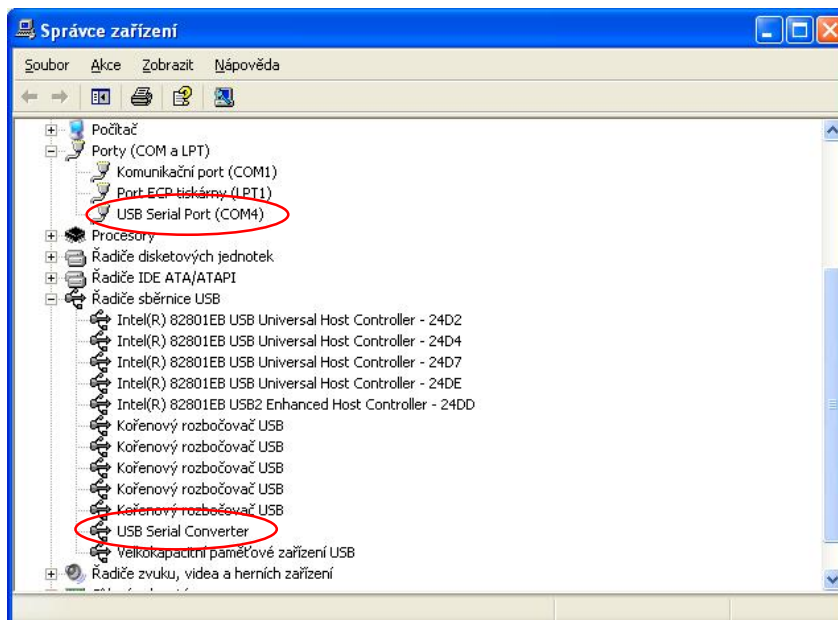 Správce zařízení
Soubor Akce Zobrazit Nápověda
Počítač
Porty (COM a LPT)
Komunikační port (COM1)
Port ECP tiskárny (LPT1)
USB Serial Port (COM4)
Procesory
Řadiče disketových jednotek
Řadiče IDE ATA/ATAPI
Řadiče sběrnice USB
Intel(R) 82801EB USB Universal Host Controller - 24D2
Intel(R) 82801EB USB Universal Host Controller - 24D4
Intel(R) 82801EB USB Universal Host Controller - 24D7
Intel(R) 82801EB USB Universal Host Controller - 24DE
Intel(R) 82801EB USB2 Enhanced Host Controller - 24DD
Kořenový rozbočovač USB
Kořenový rozbočovač USB
Kořenový rozbočovač USB
Kořenový rozbočovač USB
Kořenový rozbočovač USB
USB Serial Converter
Velkokapacitní paměťové zařízení USB
Řadiče zvuku, videa a herních zařízení